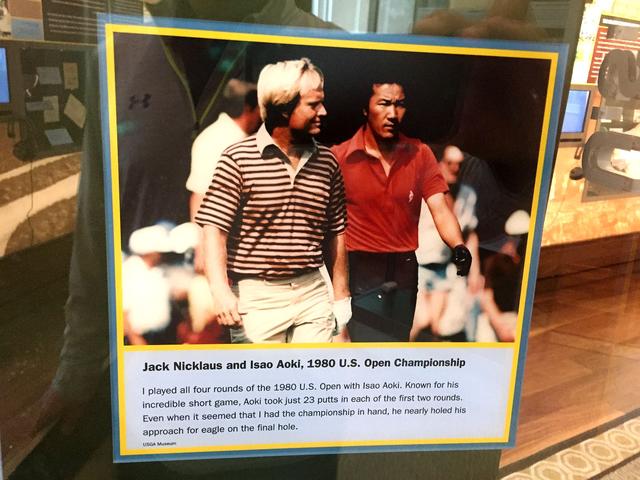 Jack Nicklaus and Isao Aoki, 1980 U.S. Open Championship
I played all four rounds of the 1980 U.S. Open with Isao Aoki. Known for his
incredible short game, Aoki took just 23 putts in each of the first two rounds.
Even when it seemed that I had the championship in hand, he nearly holed his
approach for eagle on the final hole.
USGA Museum